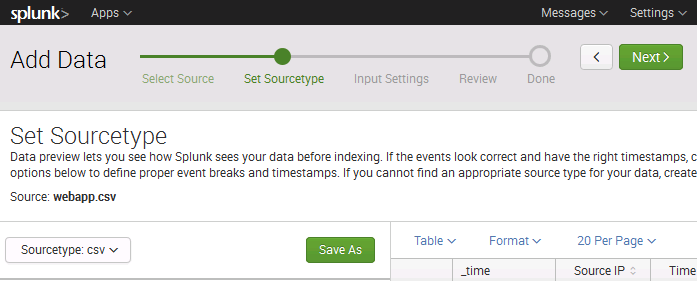 splunk> Apps Messages Settings
Add Data
Select Source Set Sourcetype Input Settings Review Done
< Next >
Set Sourcetype
Data preview lets you see how Splunk sees your data before indexing. If the events look correct and have the right timestamps, c
options below to define proper event breaks and timestamps. If you cannot find an appropriate source type for your data, create
Source: webapp.csv
Sourcetype: csv Save As Table Format 20 Per Page
_time Source IP Time